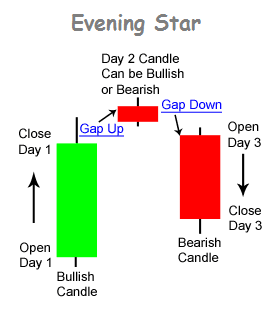 Evening Star
Day 2 Candle
Can be Bullish
or Bearish
Gap Up
Gap Down
Close
Day 1
Open
Day 1
Bullish
Candle
Open
Day 3
Close
Day 3
Bearish
Candle